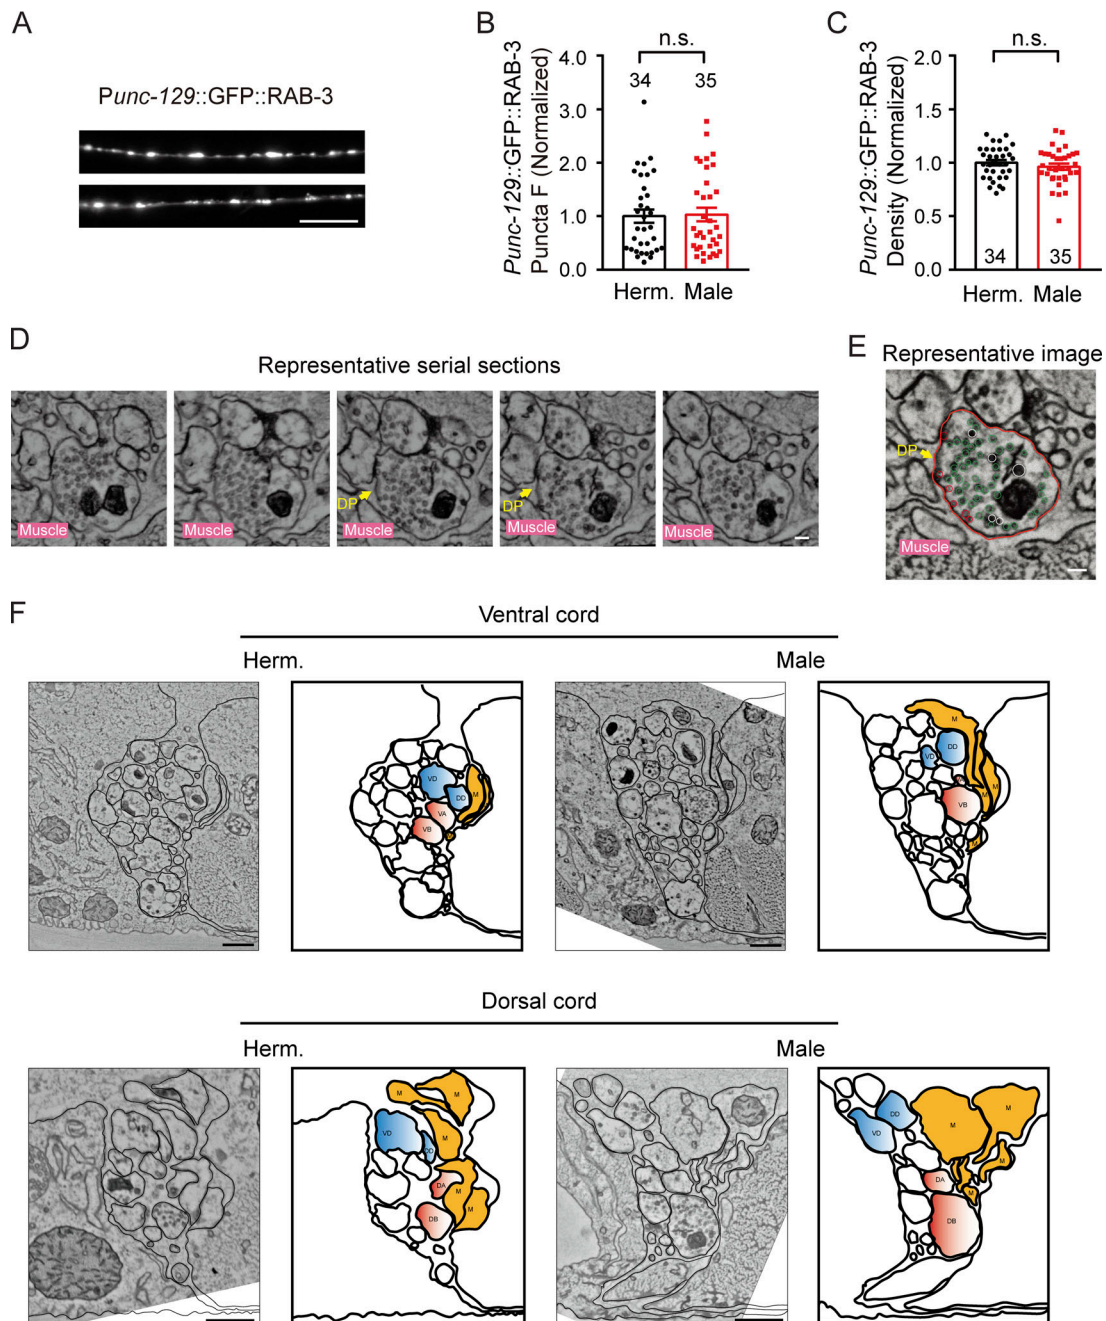 A
Punc-129::GFP::RAB-3
B
Punc-129::GFP::RAB-3
Puncta F (Normalized)
n.s.
4.0
3.0
2.0
1.0
0.0
34
35
Herm.
Male
C
Punc-129::GFP::RAB-3
Density (Normalized)
n.s.
2.0
1.5
1.0
0.5
0.0
34
35
Herm.
Male
D
Representative serial sections
Muscle
Muscle
DP
Muscle
DP
Muscle
Muscle
E
Representative image
DP
Muscle
F
Ventral cord
Herm.
Male
VD
DD
M
VA
VB
M
DD
VD
M
M
VB
Dorsal cord
Herm.
Male
M
M
VD
DD
M
DA
M
M
DB
DD
M
M
VD
M
DA
M
DB